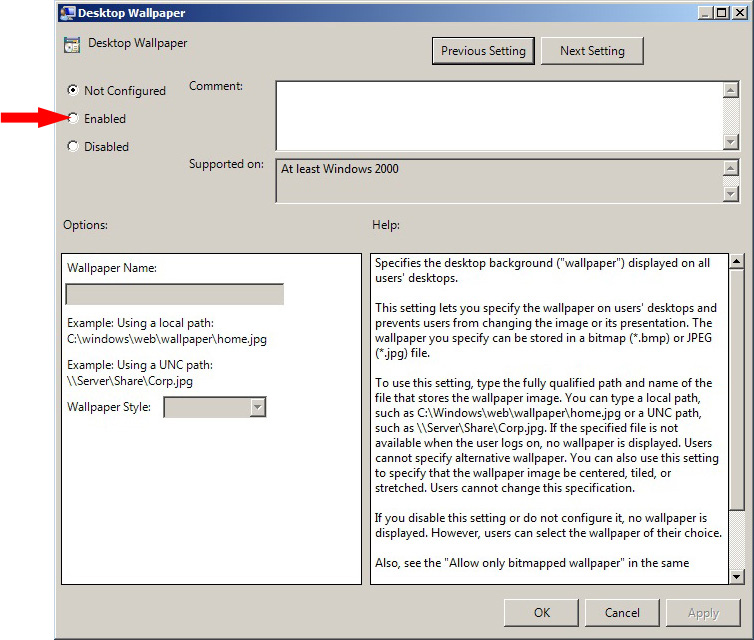 Desktop Wallpaper
Desktop Wallpaper
Previous Setting
Next Setting
Not Configured
Enabled
Disabled
Comment:
Supported on:
At least Windows 2000
Options:
Help:
Wallpaper Name:
Example: Using a local path:
C:\windows\web\wallpaper\home.jpg
Example: Using a UNC path:
\\Server\Share\Corp.jpg
Wallpaper Style:
Specifies the desktop background ("wallpaper") displayed on all
users' desktops.
This setting lets you specify the wallpaper on users' desktops and
prevents users from changing the image or its presentation. The
wallpaper you specify can be stored in a bitmap (*.bmp) or JPEG
(*.jpg) file.
To use this setting, type the fully qualified path and name of the
file that stores the wallpaper image. You can type a local path,
such as C:\Windows\web\wallpaper\home.jpg or a UNC path,
such as \\Server\Share\Corp.jpg. If the specified file is not
available when the user logs on, no wallpaper is displayed. Users
cannot specify alternative wallpaper. You can also use this setting
to specify that the wallpaper image be centered, tiled, or
stretched. Users cannot change this specification.
If you disable this setting or do not configure it, no wallpaper is
displayed. However, users can select the wallpaper of their choice.
Also, see the "Allow only bitmapped wallpaper" in the same
OK
Cancel
Apply